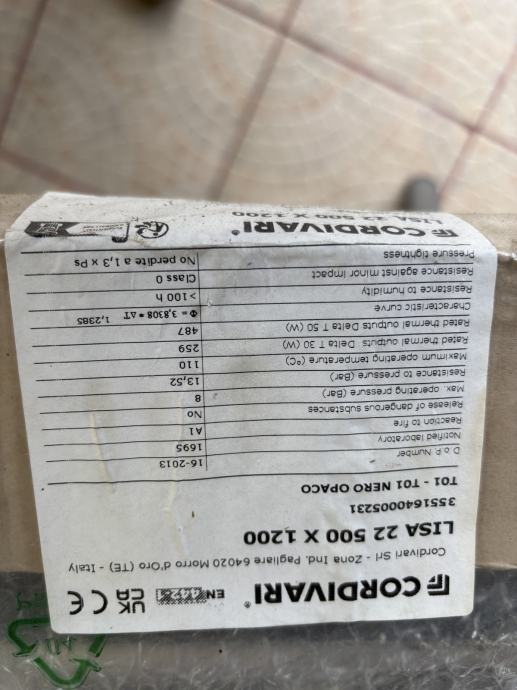 CORDIVARI®
EN 442-1 UK CA CE
Cordivari Srl - Zona Ind. Pagliare 64020 Morro d'Oro (TE) - Italy
LISA 22 500 X 1200
3551640005231
T01 - T01 NERO OPACO
D.o.P. Number 16-2013
Notified laboratory 1695
Reaction to fire A1
Release of dangerous substances No
Max. operating pressure (Bar) 8
Resistance to pressure (Bar) 13,52
Maximum operating temperature (°C) 110
Rated thermal outputs Delta T 30 (W) 259
Rated thermal outputs Delta T 50 (W) 487
Characteristic curve Φ = 3,8308 * ΔT 1,2385
Resistance to humidity >100 h
Resistance against minor impact Class 0
Pressure tightness No perdite a 1,3 x Ps
CORDIVARI®
LISA 22 500 X 1200